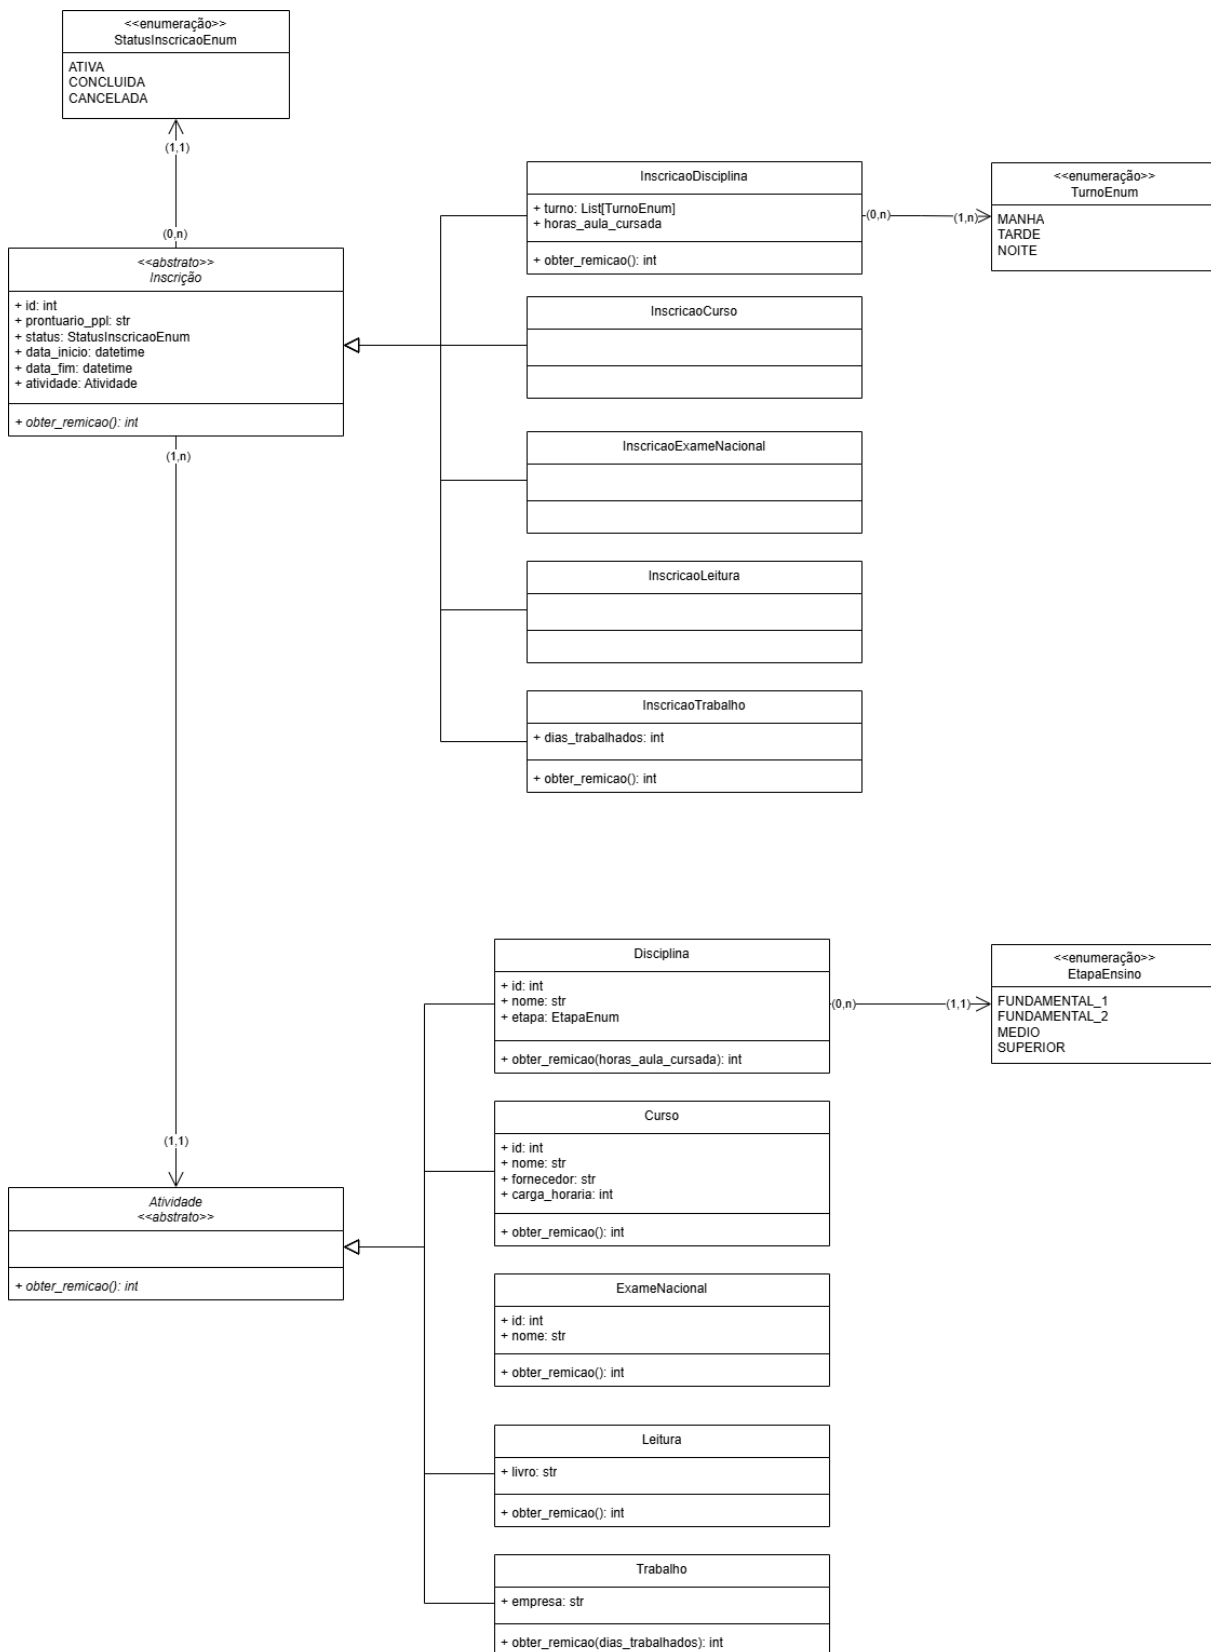 <<enumeração>>
StatusInscricaoEnum
ATIVA
CONCLUIDA
CANCELADA
(1,1)
(0,n)
<<abstrato>>
Inscrição
+ id: int
+ prontuario_ppl: str
+ status: StatusInscricaoEnum
+ data_inicio: datetime
+ data_fim: datetime
+ atividade: Atividade
+ obter_remicao(): int
(1,n)
InscricaoDisciplina
+ turno: List[TurnoEnum]
+ horas_aula_cursada
+ obter_remicao(): int
(0,n)
(1,n)
<<enumeração>>
TurnoEnum
MANHA
TARDE
NOITE
InscricaoCurso
InscricaoExameNacional
InscricaoLeitura
InscricaoTrabalho
+ dias_trabalhados: int
+ obter_remicao(): int
(1,1)
Atividade
<<abstrato>>
+ obter_remicao(): int
Disciplina
+ id: int
+ nome: str
+ etapa: EtapaEnum
+ obter_remicao(horas_aula_cursada): int
(0,n)
(1,1)
<<enumeração>>
EtapaEnsino
FUNDAMENTAL_1
FUNDAMENTAL_2
MEDIO
SUPERIOR
Curso
+ id: int
+ nome: str
+ fornecedor: str
+ carga_horaria: int
+ obter_remicao(): int
ExameNacional
+ id: int
+ nome: str
+ obter_remicao(): int
Leitura
+ livro: str
+ obter_remicao(): int
Trabalho
+ empresa: str
+ obter_remicao(dias_trabalhados): int